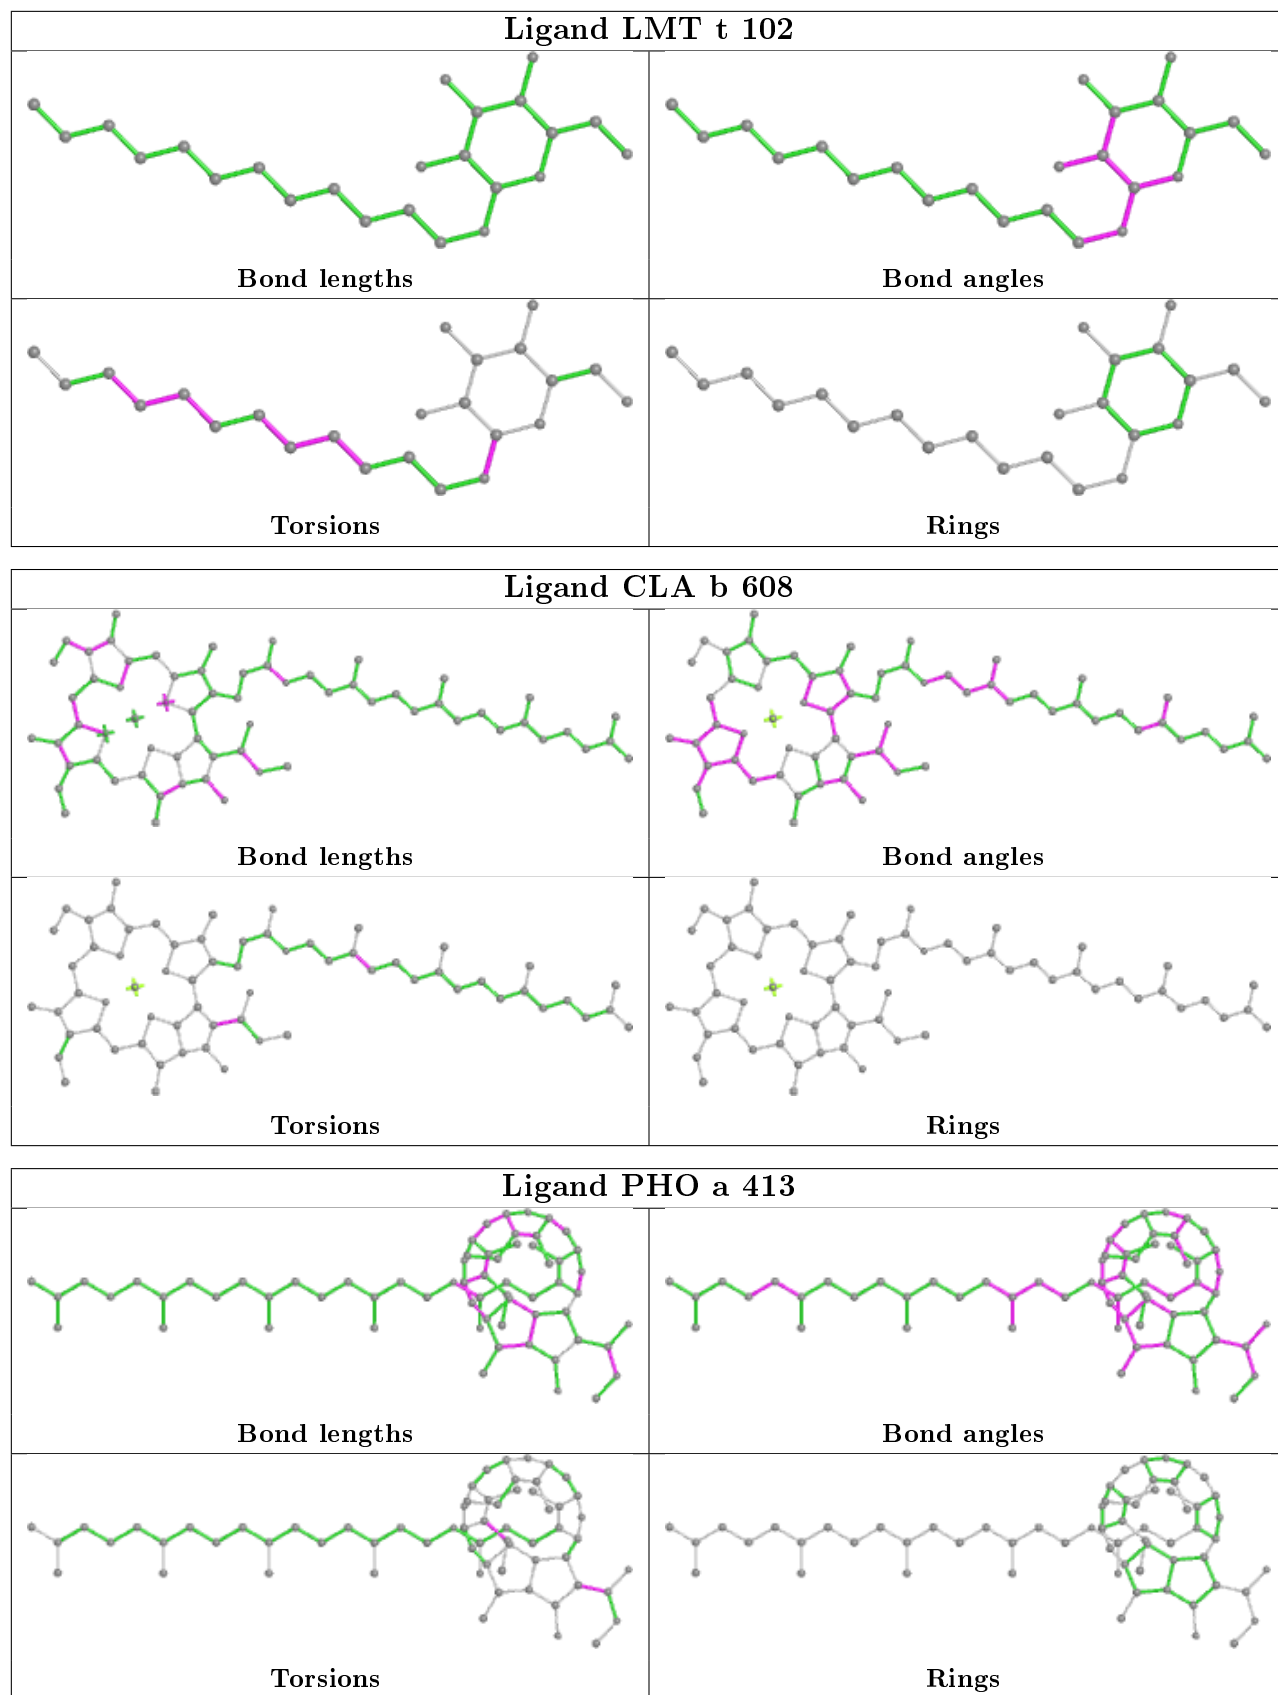 Ligand LMT t 102
Bond lengths
Bond angles
Torsions
Rings
Ligand CLA b 608
Bond lengths
Bond angles
Torsions
Rings
Ligand PHO a 413
Bond lengths
Bond angles
Torsions
Rings